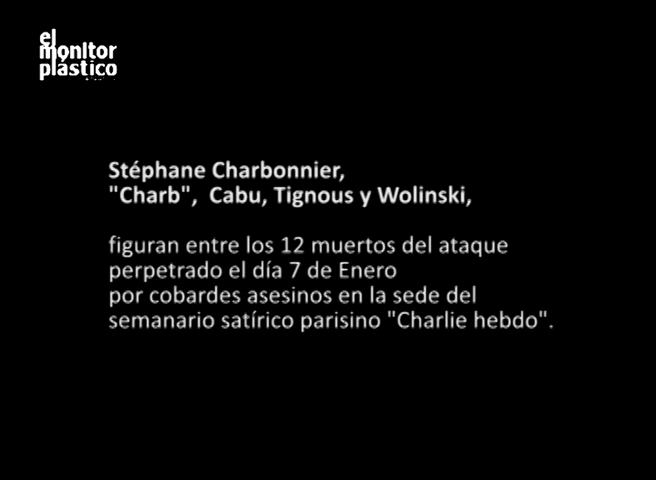 el
monitor
plástico
Stéphane Charbonnier,
"Charb", Cabu, Tignous y Wolinski,
figuran entre los 12 muertos del ataque
perpetrado el día 7 de Enero
por cobardes asesinos en la sede del
semanario satírico parisino "Charlie hebdo".